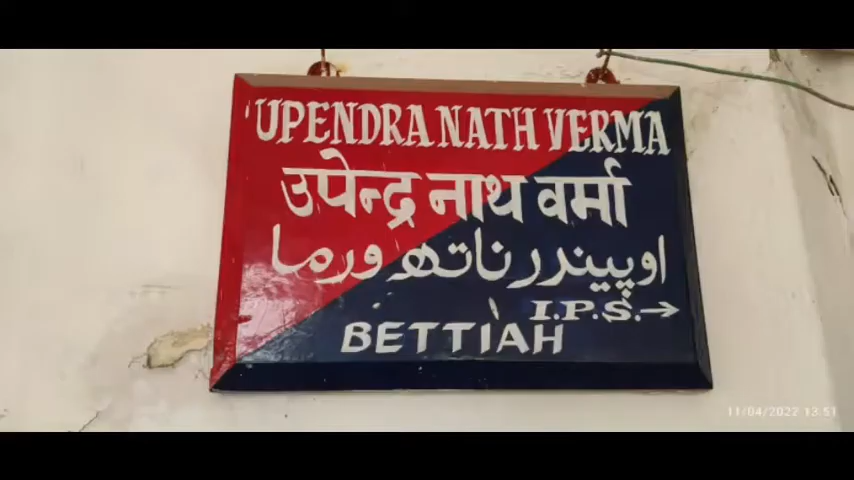 UPENDRA NATH VERMA
उपेन्द्र नाथ वर्मा
اوپیندر ناتھ ورما
I.P.S.→
BETTIAH
11/04/2022 13:51